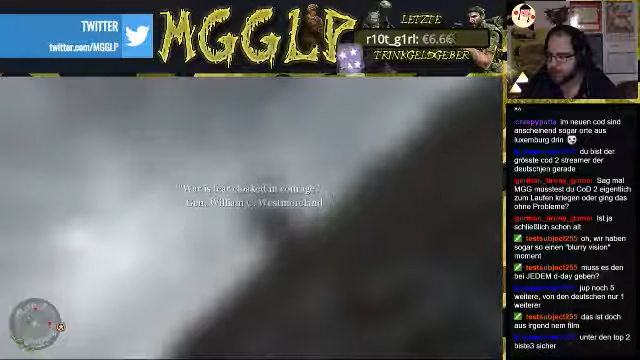 TWITTER
twitter.com/MGGLP
MGGLP
LETZTE
r10t_g1rl: €6.66
TRINKGELDGEBER
"War is fear cloaked in courage."
Gen. William C. Westmoreland
^^
creepyputta im neuen cod sind
anscheinend sogar orte aus
luxemburg drin
du bist der
grösste cod 2 streamer der
deutschjen gerade
german_brony_gamer Sag mal
MGG musstest du CoD 2 eigentlich
zum Laufen kriegen oder ging das
ohne Probleme?
german_brony_gamer Ist ja
schließlich schon alt
testsubject255 oh, wir haben
sogar so einen "blurry vision"
moment
testsubject255 muss es den
bei JEDEM d-day geben?
jup noch 5
weitere, von den deutschen nur 1
weiterer
testsubject255 das ist doch
aus irgend nem film
unter den top 2
biste3 sicher